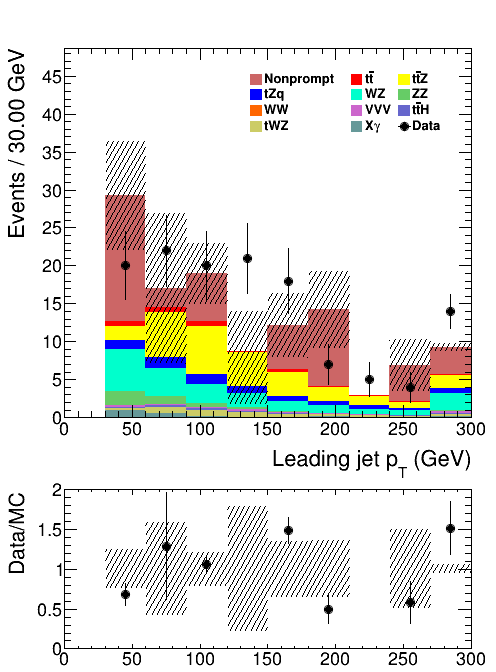 Events / 30.00 GeV
45
40
35
30
25
20
15
10
5
0
Nonprompt tt̄ tt̄Z
tZq WZ ZZ
WW VVV tt̄H
tWZ Xγ Data
0 50 100 150 200 250 300
Leading jet p_T (GeV)
Data/MC
2
1.5
1
0.5
0
0 50 100 150 200 250 300